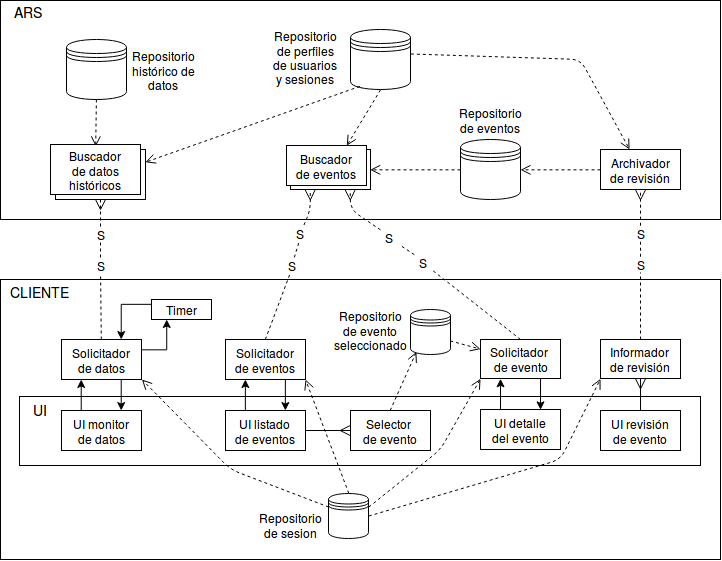 ARS
Repositorio
histórico de
datos
Repositorio
de perfiles
de usuarios
y sesiones
Repositorio
de eventos
Buscador
de datos
históricos
Buscador
de eventos
Archivador
de revisión
S
S
S
S
S
S
S
S
CLIENTE
Timer
Repositorio
de evento
seleccionado
Solicitador
de datos
Solicitador
de eventos
Solicitador
de evento
Informador
de revisión
UI
UI monitor
de datos
UI listado
de eventos
Selector
de evento
UI detalle
del evento
UI revisión
de evento
Repositorio
de sesion